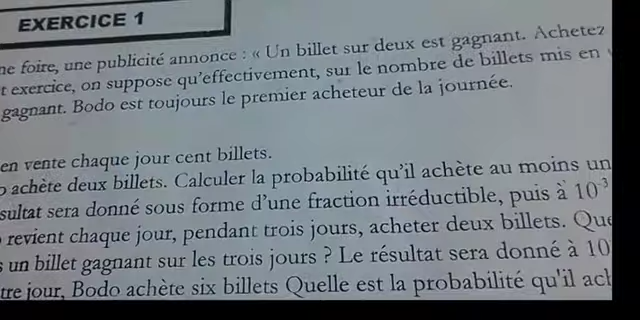 EXERCICE 1
ne foire, une publicité annonce : « Un billet sur deux est gagnant. Achetez
t exercice, on suppose qu'effectivement, sur le nombre de billets mis en
gagnant. Bodo est toujours le premier acheteur de la journée.
en vente chaque jour cent billets.
o achète deux billets. Calculer la probabilité qu'il achète au moins un
sultat sera donné sous forme d'une fraction irréductible, puis à 10⁻³
revient chaque jour, pendant trois jours, acheter deux billets. Que
s un billet gagnant sur les trois jours ? Le résultat sera donné à 10
tre jour, Bodo achète six billets Quelle est la probabilité qu'il ach